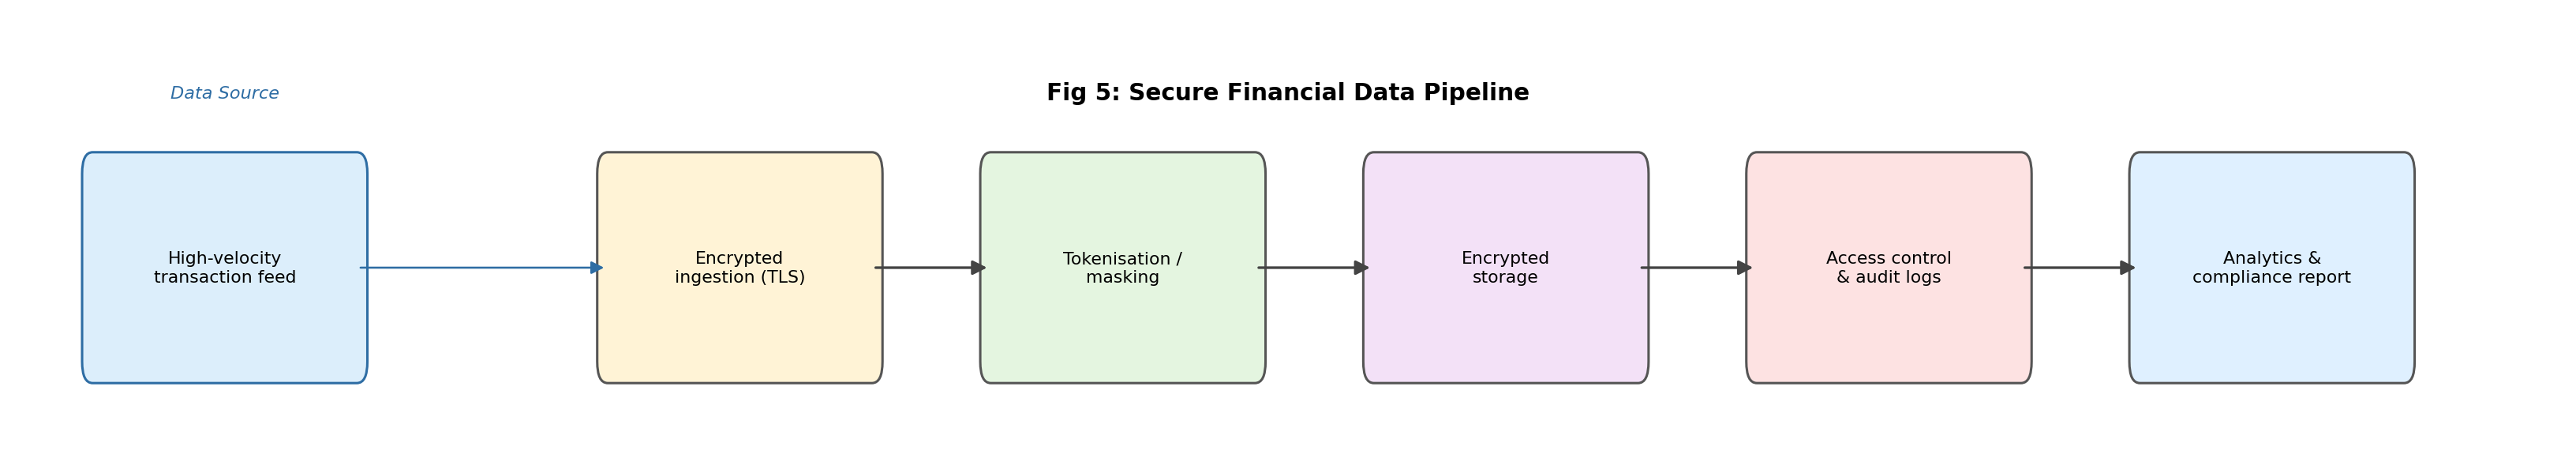 Data Source
Fig 5: Secure Financial Data Pipeline
High-velocity
transaction feed
Encrypted
ingestion (TLS)
Tokenisation /
masking
Encrypted
storage
Access control
& audit logs
Analytics &
compliance report